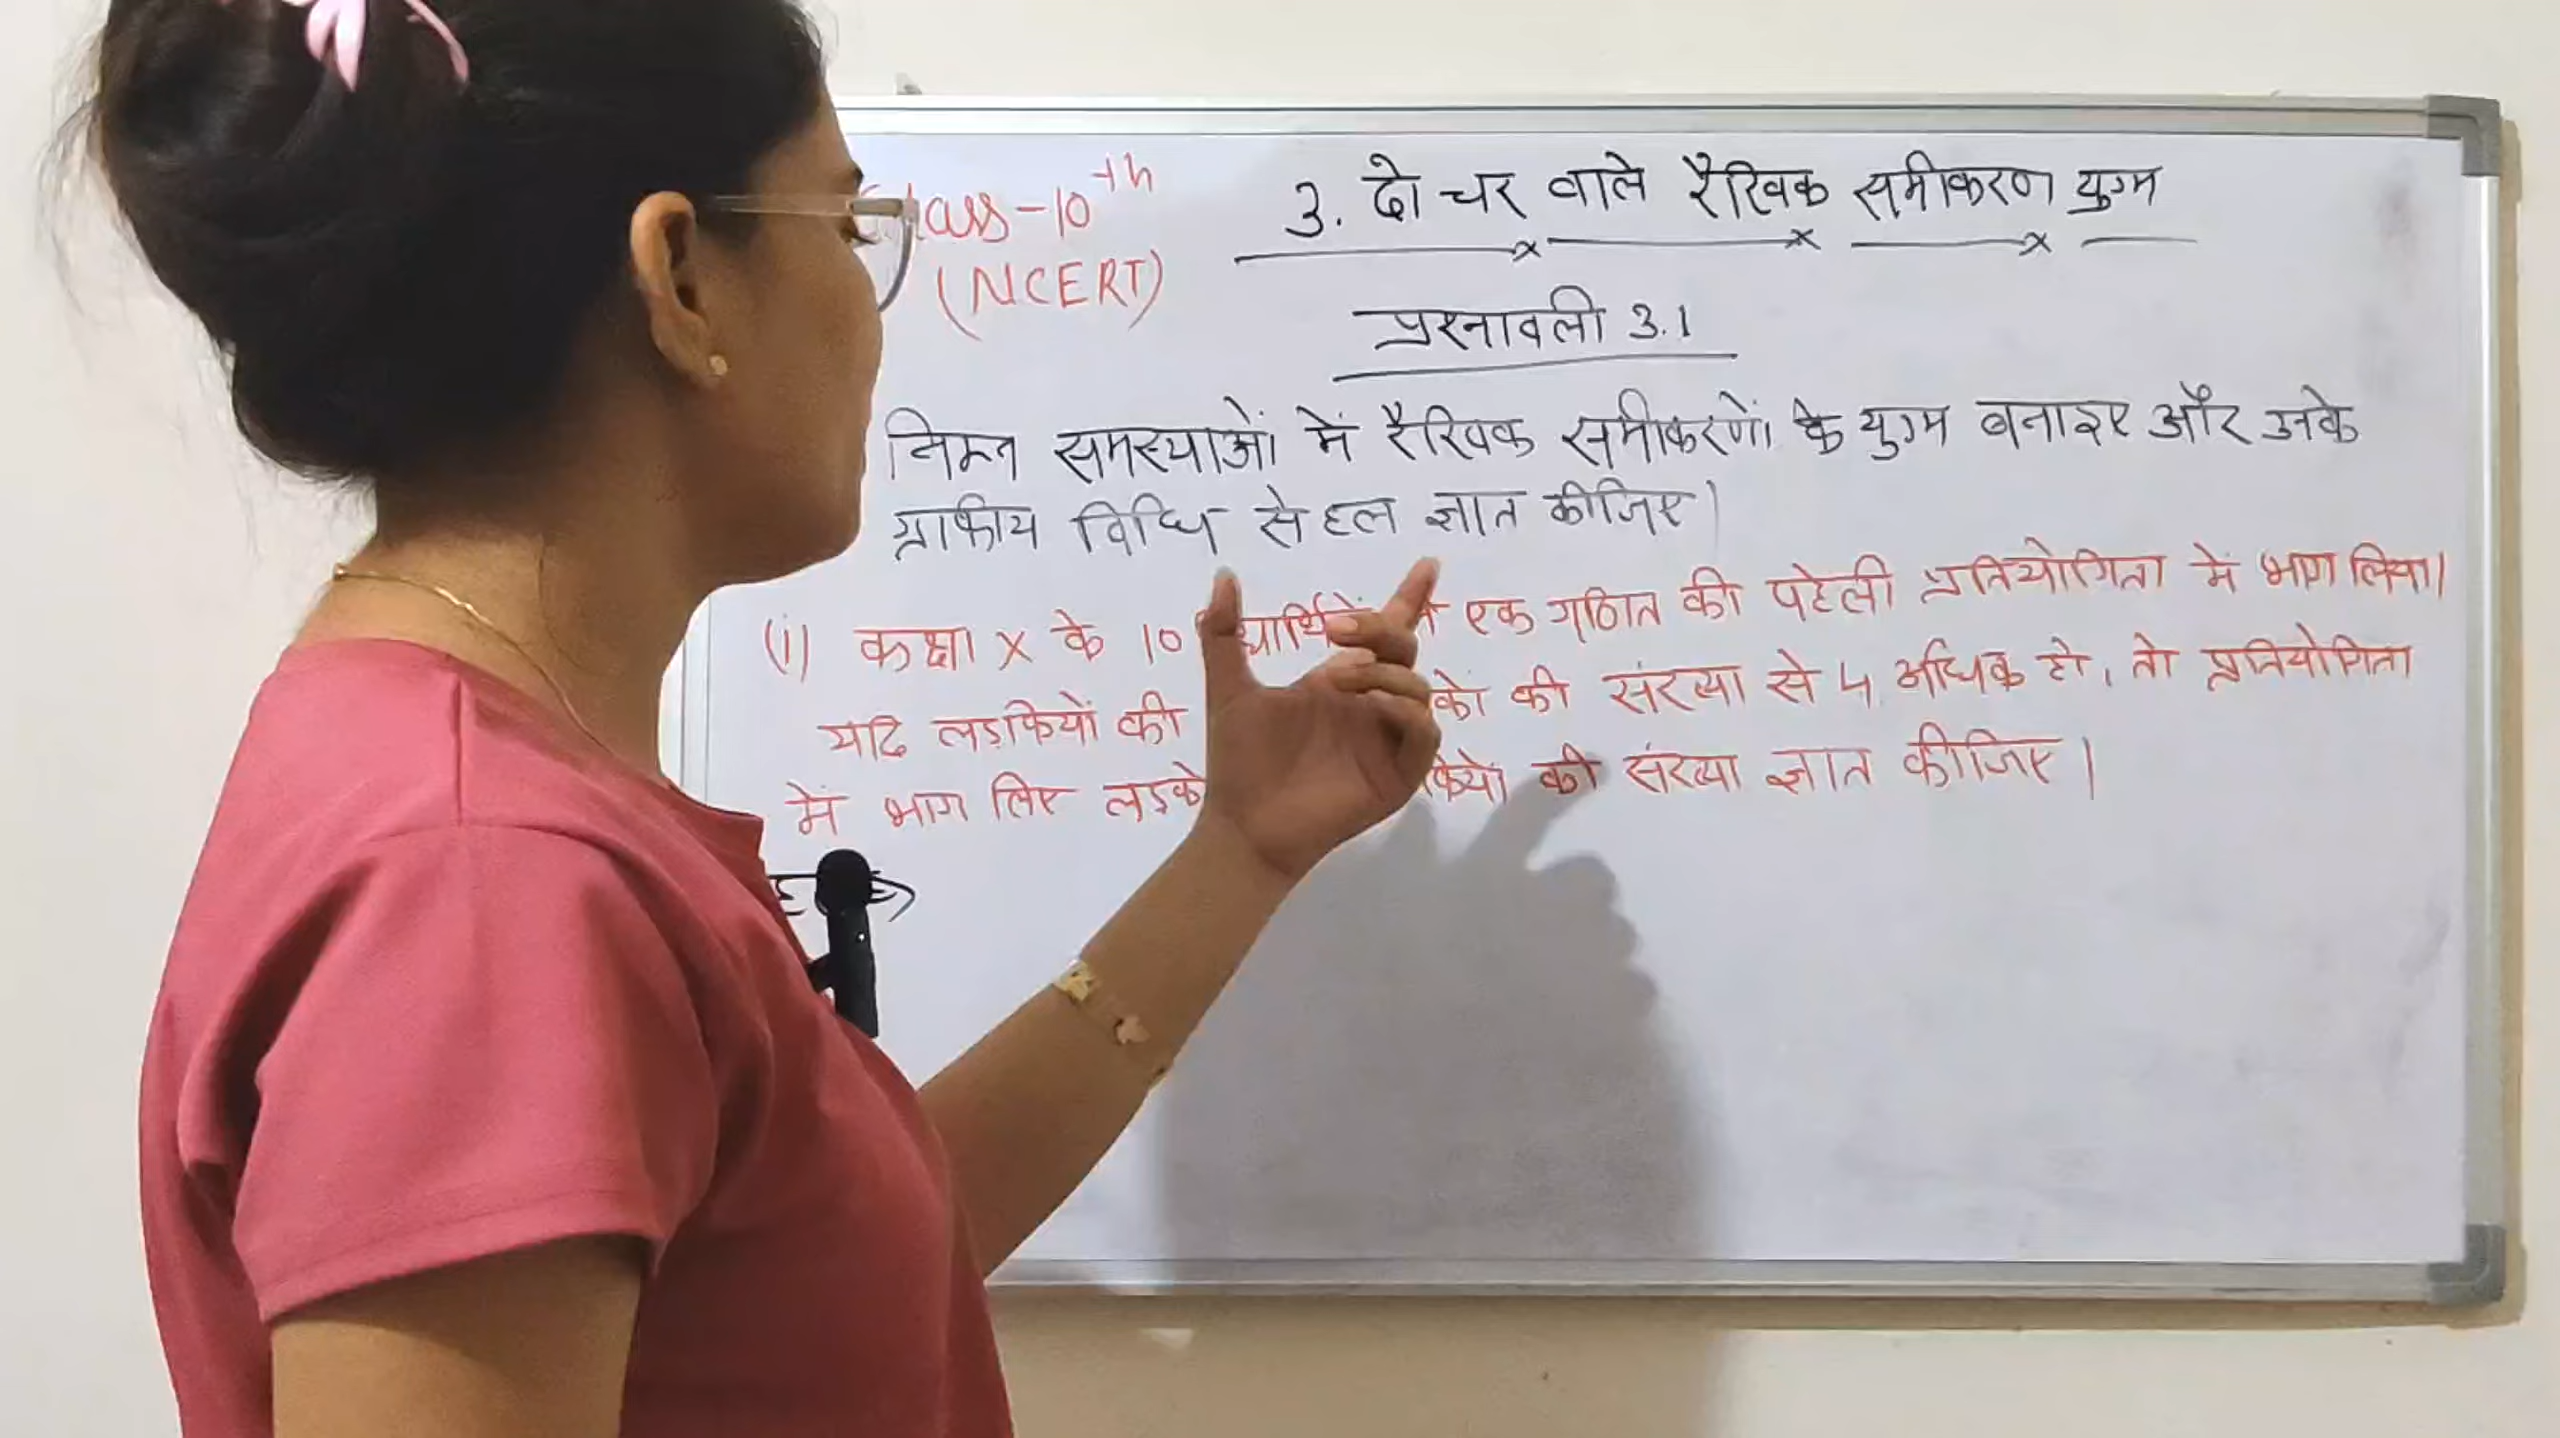 Class-10th
(NCERT)
3. दो चर वाले रैखिक समीकरण युग्म
प्रश्नावली 3.1
निम्न समस्याओं में रैखिक समीकरणों के युग्म बनाइए और उनके
ग्राफीय विधि से हल ज्ञात कीजिए।
(i) कक्षा X के 10 एक गणित की पहेली प्रतियोगिता में भाग लिया।
यदि लड़कियों की की संख्या से 4 अधिक हो, तो प्रतियोगिता
में भाग लिए लड़को की संख्या ज्ञात कीजिए।